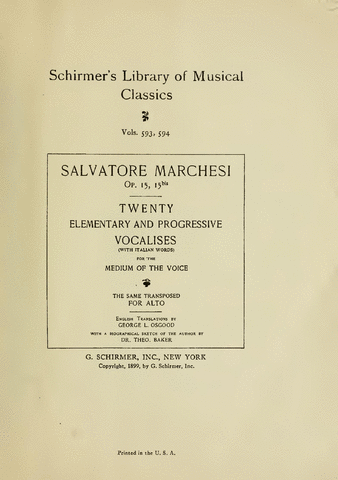 Schirmer's Library of Musical
Classics
Vols. 593, 594
SALVATORE MARCHESI
Op. 15, 15bis
TWENTY
ELEMENTARY AND PROGRESSIVE
VOCALISES
(WITH ITALIAN WORDS)
FOR THE
MEDIUM OF THE VOICE
THE SAME TRANSPOSED
FOR ALTO
English Translations by
GEORGE L. OSGOOD
WITH A BIOGRAPHICAL SKETCH OF THE AUTHOR BY
DR. THEO. BAKER
G. SCHIRMER, INC., NEW YORK
Copyright, 1899, by G. Schirmer, Inc.
Printed in the U. S. A.